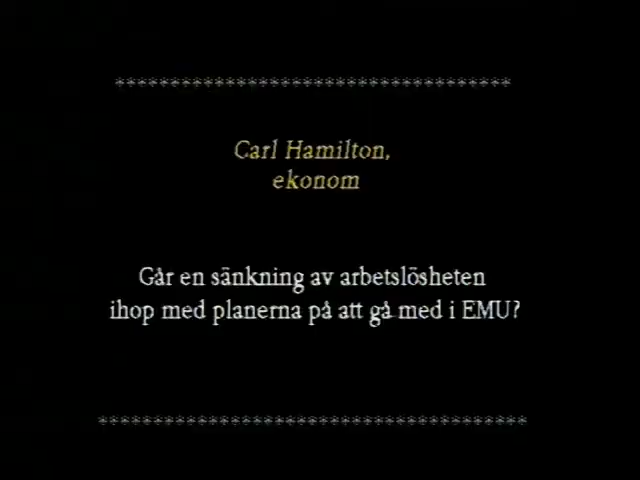 ************************************
Carl Hamilton,
ekonom
Går en sänkning av arbetslösheten
ihop med planerna på att gå med i EMU?
***************************************